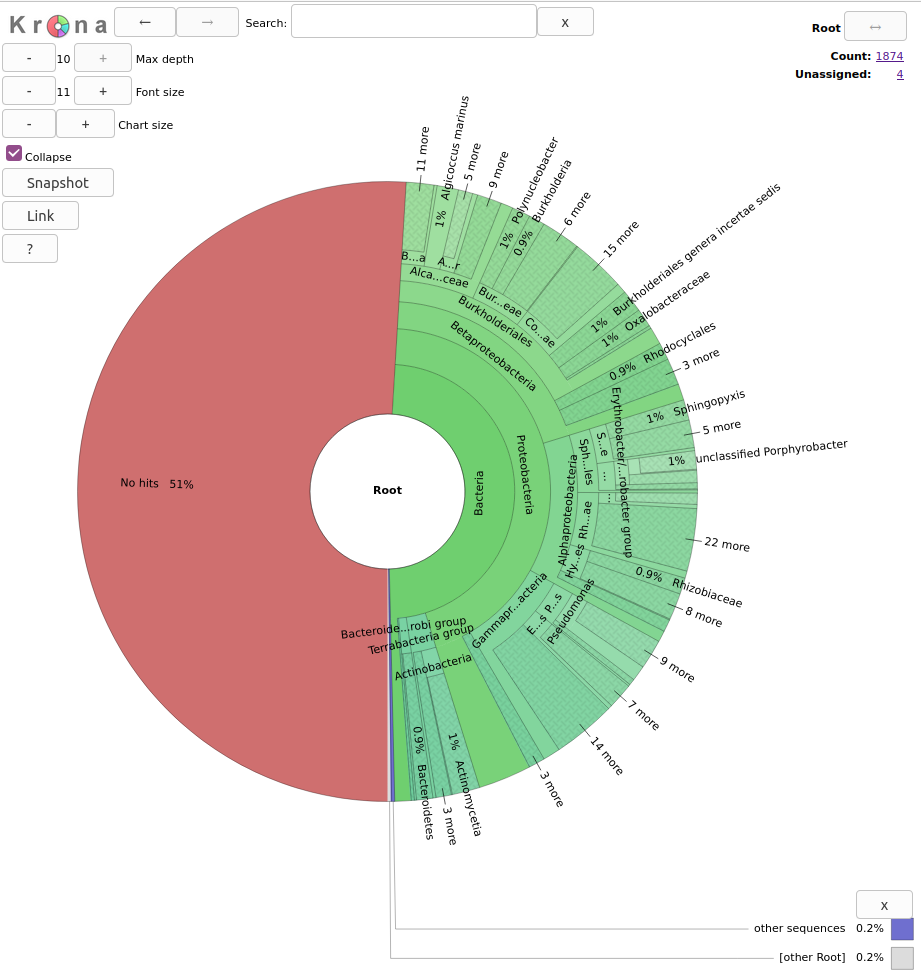 Krona
←
→
Search:
x
Root
↔
- 10 + Max depth
Count: 1874
Unassigned: 4
- 11 + Font size
- + Chart size
Collapse
Snapshot
Link
?
11 more
Algicoccus marinus
1%
5 more
9 more
Polynucleobacter
1%
Burkholderia
0.9%
6 more
15 more
B...a
A...r
Alca...ceae
Bur...eae
Co...ae
Burkholderiales
Betaproteobacteria
1% Burkholderiales genera incertae sedis
1% Oxalobacteraceae
0.9% Rhodocyclales
3 more
1% Sphingopyxis
5 more
1% unclassified Porphyrobacter
Erythrobacter/...robacter group
S...e
...
...
Sph...les
Rh...ae
Hy...es
Alphaproteobacteria
Proteobacteria
Bacteria
Root
No hits 51%
22 more
0.9% Rhizobiaceae
8 more
9 more
7 more
14 more
3 more
Gammapr...acteria
E...s
P...s
Pseudomonas
Bacteroide...robi group
Terrabacteria group
Actinobacteria
1% Actinomycetia
3 more
0.9% Bacteroidetes
x
other sequences 0.2%
[other Root] 0.2%